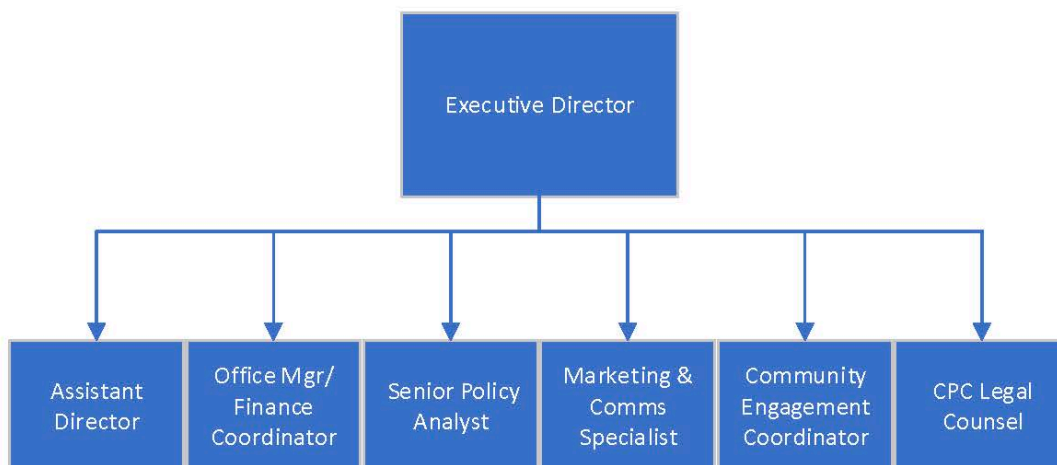 Executive Director
Assistant
Director
Office Mgr/
Finance
Coordinator
Senior Policy
Analyst
Marketing &
Comms
Specialist
Community
Engagement
Coordinator
CPC Legal
Counsel